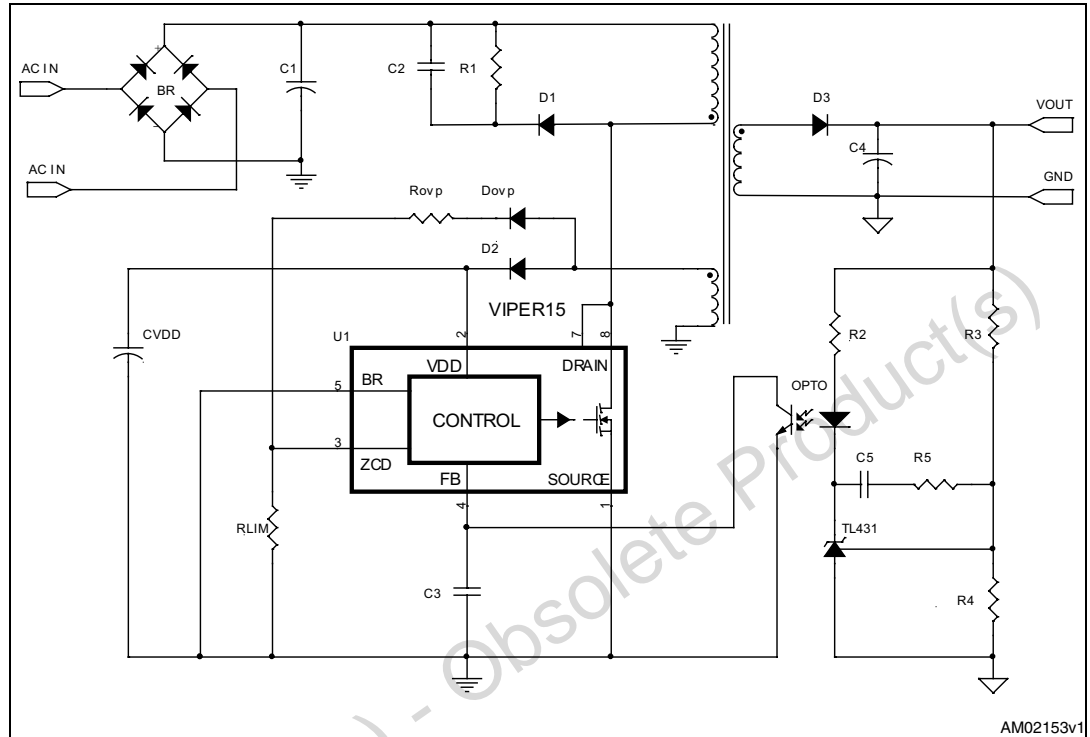 AC IN
BR
+
-
AC IN
C1
C2
R1
D1
D3
VOUT
C4
GND
Rovp
Dovp
D2
VIPER15
CVDD
U1
2
7
8
VDD
DRAIN
5
BR
CONTROL
3
ZCD
FB
SOURCE
4
1
RLIM
C3
OPTO
R2
R3
C5
R5
TL431
R4
) - Obsolete Product(s)
AM02153v1